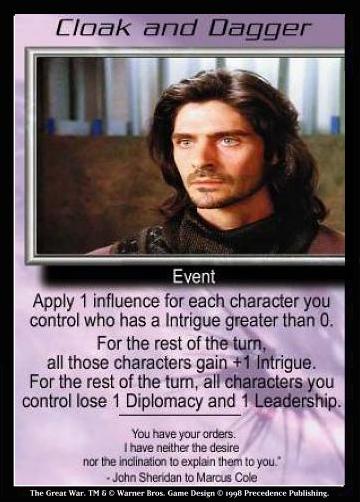 Cloak and Dagger
Event
Apply 1 influence for each character you
control who has a Intrigue greater than 0.
For the rest of the turn,
all those characters gain +1 Intrigue.
For the rest of the turn, all characters you
control lose 1 Diplomacy and 1 Leadership.
You have your orders.
I have neither the desire
nor the inclination to explain them to you."
- John Sheridan to Marcus Cole
The Great War. TM & © Warner Bros. Game Design © 1998 Precedence Publishing.